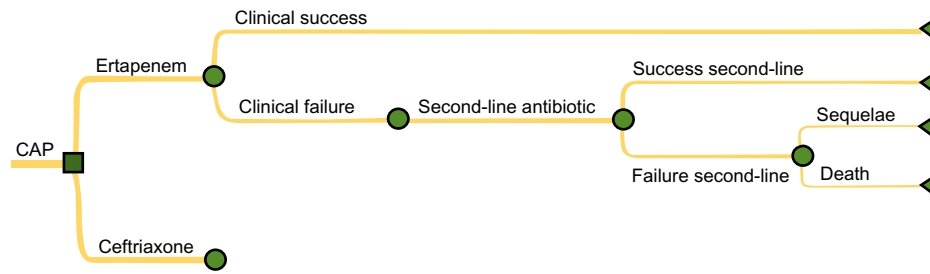 Clinical success
Ertapenem
Success second-line
Clinical failure
Second-line antibiotic
Sequelae
CAP
Failure second-line
Death
Ceftriaxone